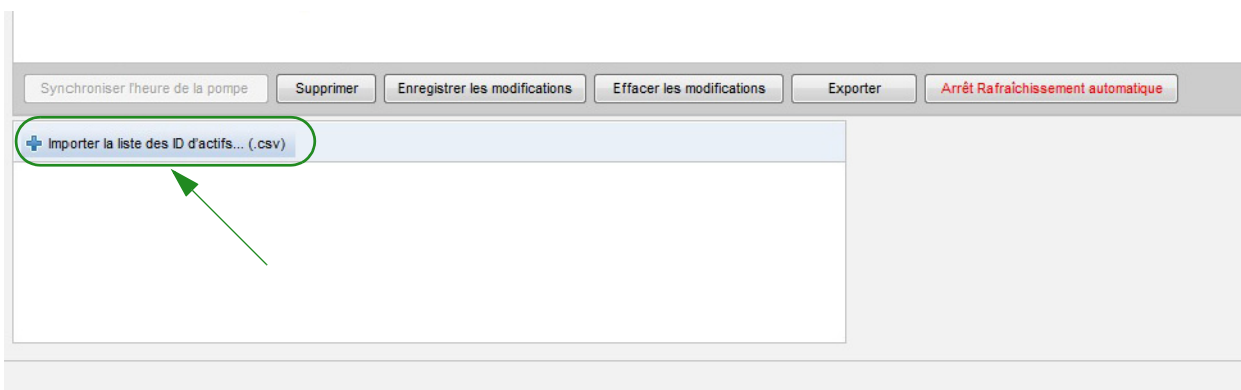 Synchroniser l'heure de la pompe Supprimer Enregistrer les modifications Effacer les modifications Exporter Arrêt Rafraîchissement automatique
Importer la liste des ID d'actifs... (.csv)